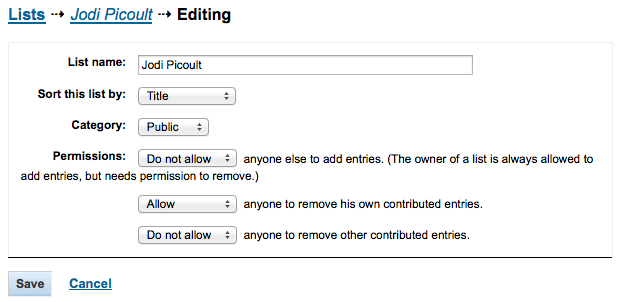 Lists ⇢ Jodi Picoult ⇢ Editing
List name: Jodi Picoult
Sort this list by: Title
Category: Public
Permissions: Do not allow anyone else to add entries. (The owner of a list is always allowed to
add entries, but needs permission to remove.)
Allow anyone to remove his own contributed entries.
Do not allow anyone to remove other contributed entries.
Save Cancel